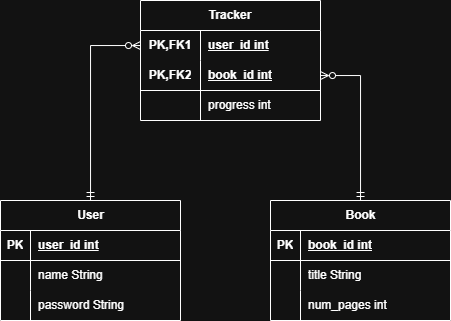 Tracker
PK,FK1 user_id int
PK,FK2 book_id int
progress int
User
PK user_id int
name String
password String
Book
PK book_id int
title String
num_pages int